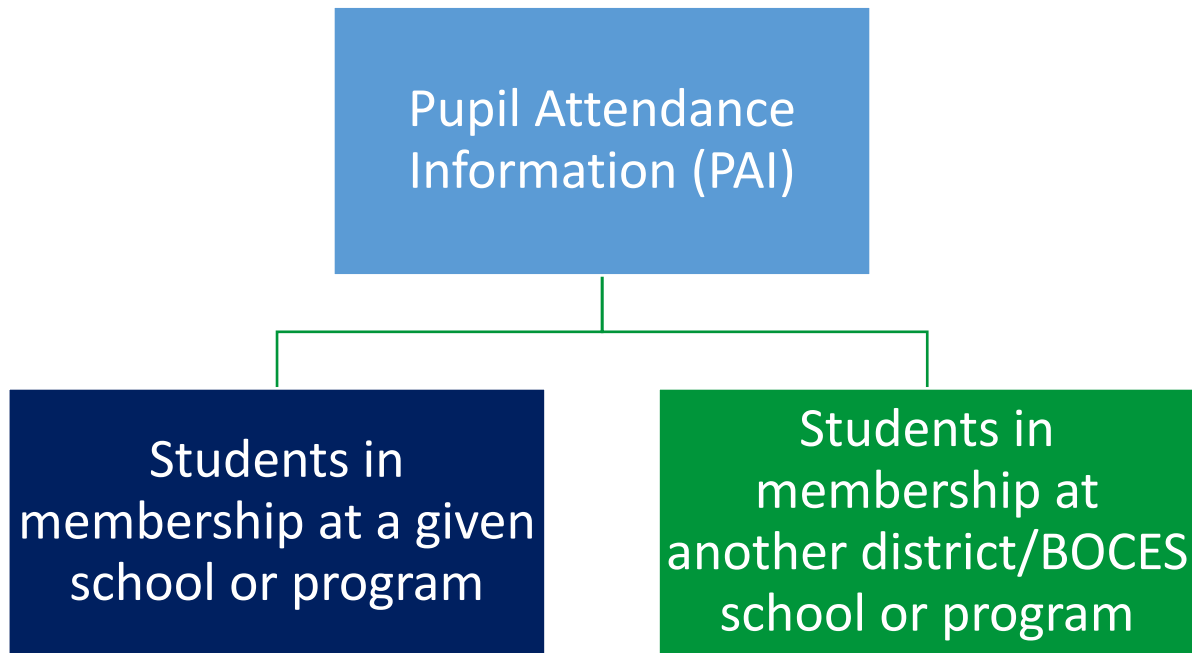 Pupil Attendance
Information (PAI)
Students in
membership at a given
school or program
Students in
membership at
another district/BOCES
school or program